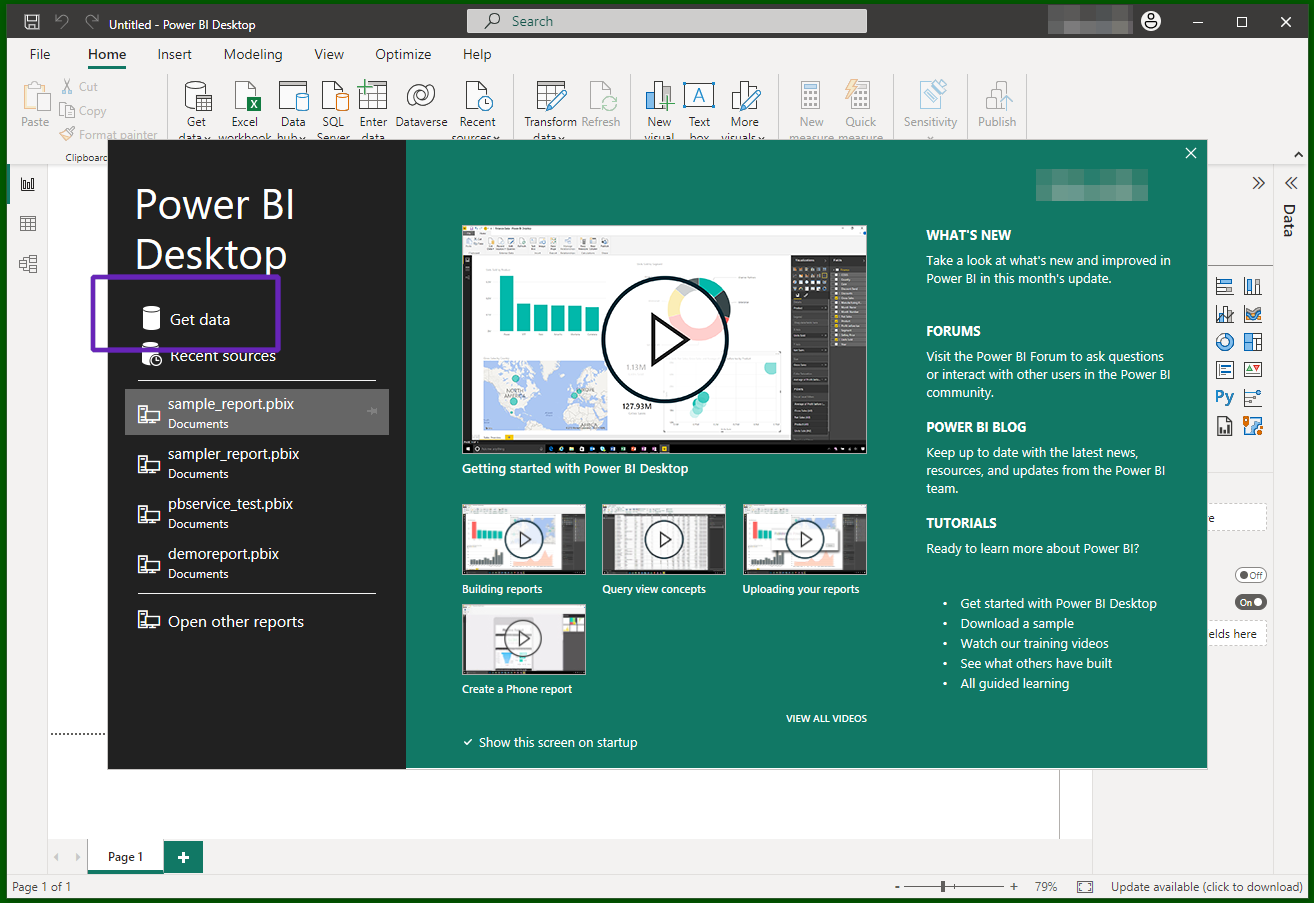 Untitled - Power BI Desktop
Search
File Home Insert Modeling View Optimize Help
Paste
Cut
Copy
Format painter
Clipboard
Get data
Excel workbook
Data hub
SQL Server
Enter data
Dataverse
Recent sources
Transform data
Refresh
New visual
Text box
More visuals
New measure
Quick measure
Sensitivity
Publish
Power BI
Desktop
Get data
Recent sources
sample_report.pbix
Documents
sampler_report.pbix
Documents
pbservice_test.pbix
Documents
demoreport.pbix
Documents
Open other reports
127.93M
Getting started with Power BI Desktop
Building reports
Query view concepts
Uploading your reports
Create a Phone report
VIEW ALL VIDEOS
Show this screen on startup
WHAT'S NEW
Take a look at what's new and improved in
Power BI in this month's update.
FORUMS
Visit the Power BI Forum to ask questions
or interact with other users in the Power BI
community.
POWER BI BLOG
Keep up to date with the latest news,
resources, and updates from the Power BI
team.
TUTORIALS
Ready to learn more about Power BI?
• Get started with Power BI Desktop
• Download a sample
• Watch our training videos
• See what others have built
• All guided learning
Data
Py
re
Off
On
elds here
Page 1
Page 1 of 1
- + 79%
Update available (click to download)